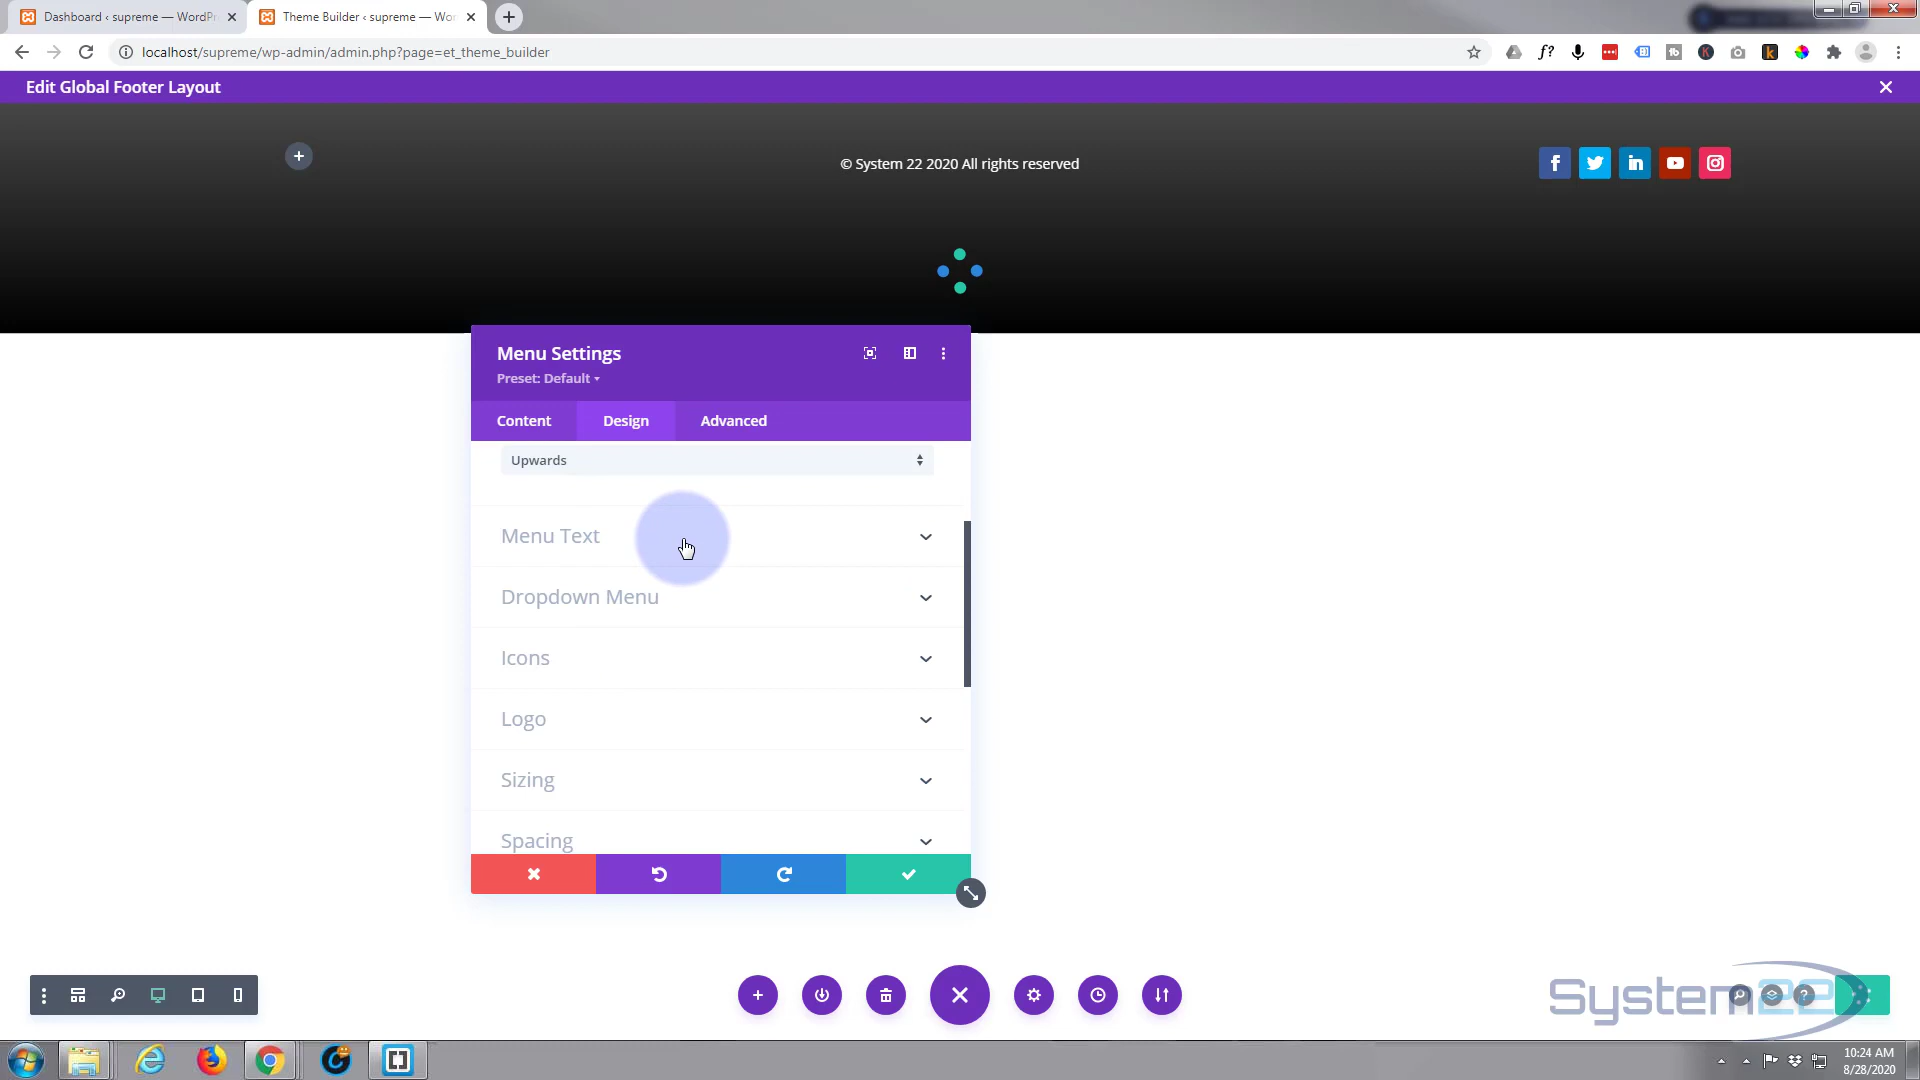 Dashboard ‹ supreme — WordPr
Theme Builder ‹ supreme — Wor
localhost/supreme/wp-admin/admin.php?page=et_theme_builder
Edit Global Footer Layout
© System 22 2020 All rights reserved
Menu Settings
Preset: Default
Content
Design
Advanced
Upwards
Menu Text
Dropdown Menu
Icons
Logo
Sizing
Spacing
System22
10:24 AM
8/28/2020